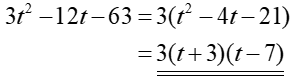 3t² − 12t − 63 = 3(t² − 4t − 21)
= 3(t + 3)(t − 7)